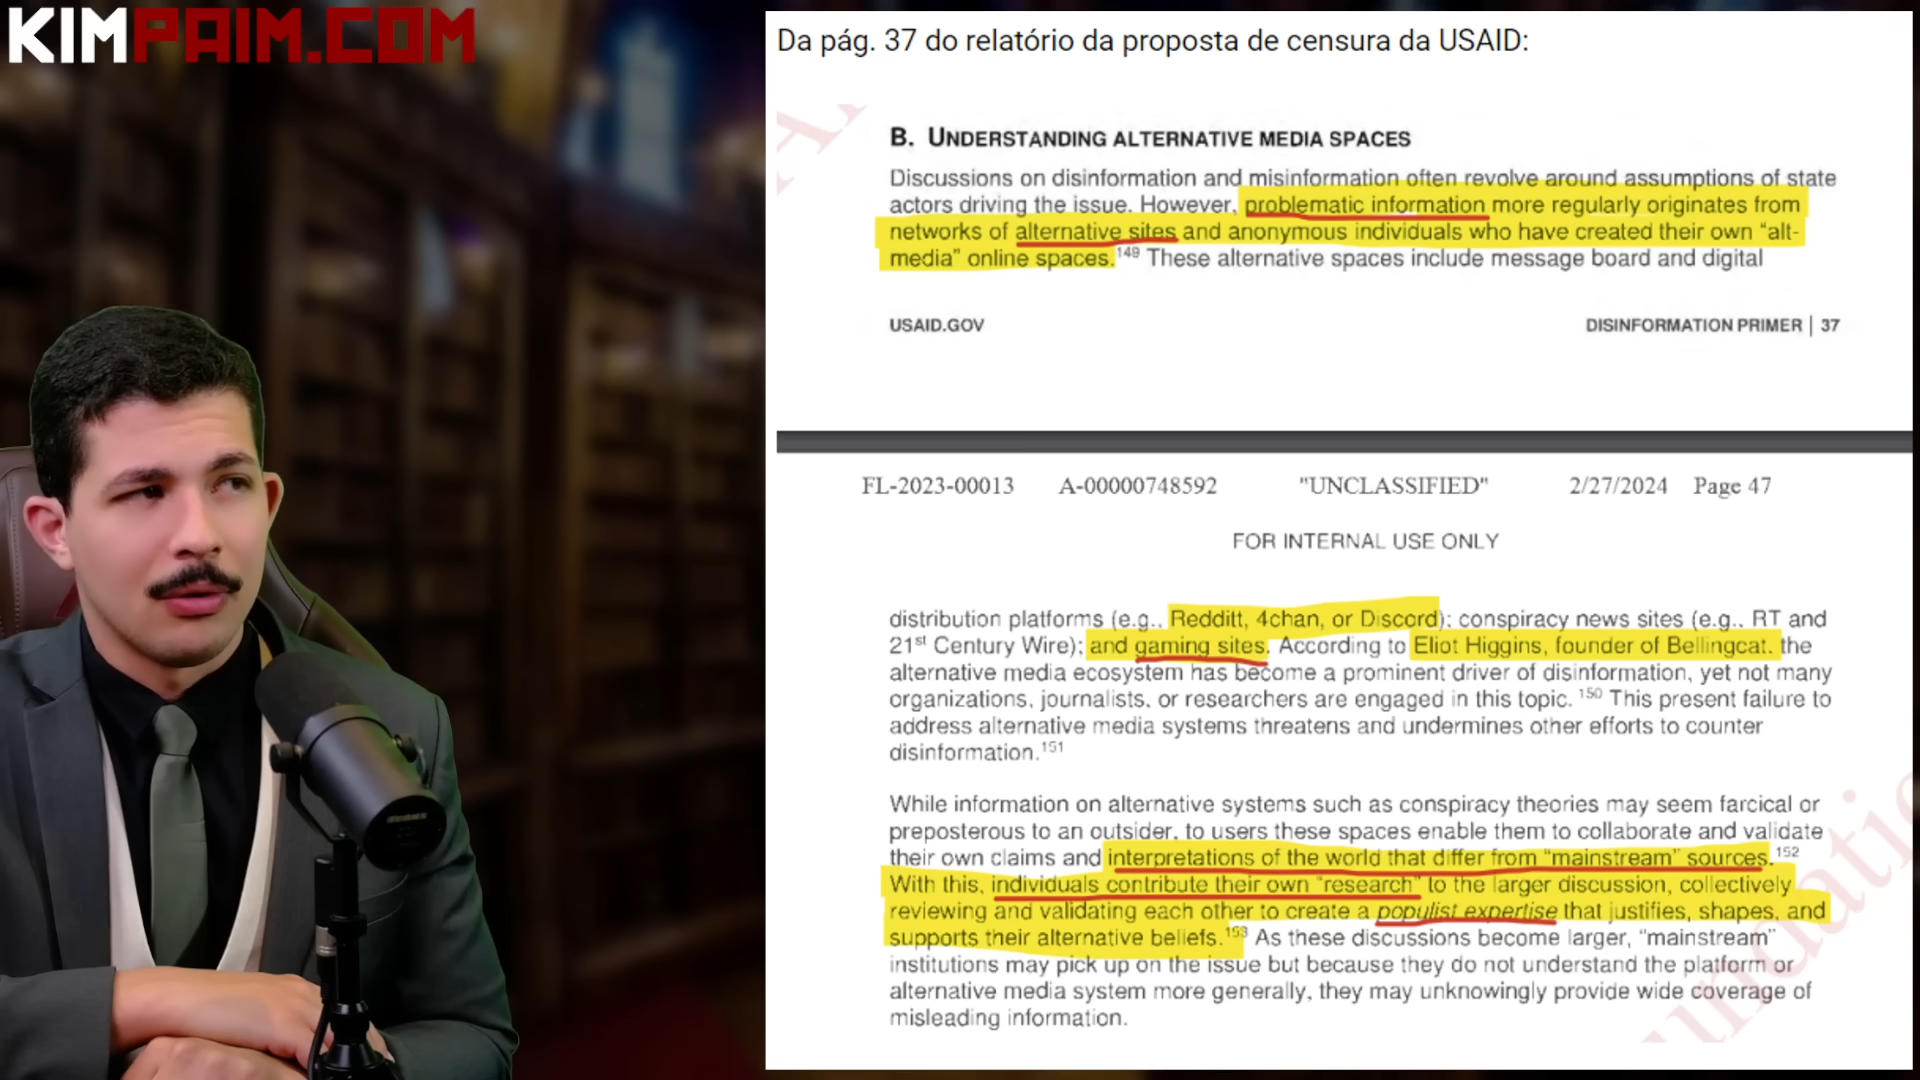 KIMPAIM.COM
Da pág. 37 do relatório da proposta de censura da USAID:
B. UNDERSTANDING ALTERNATIVE MEDIA SPACES
Discussions on disinformation and misinformation often revolve around assumptions of state
actors driving the issue. However, problematic information more regularly originates from
networks of alternative sites and anonymous individuals who have created their own “alt-
media” online spaces.149 These alternative spaces include message board and digital
USAID.GOV
DISINFORMATION PRIMER | 37
FL-2023-00013 A-00000748592 "UNCLASSIFIED" 2/27/2024 Page 47
FOR INTERNAL USE ONLY
distribution platforms (e.g., Reddit, 4chan, or Discord); conspiracy news sites (e.g., RT and
21st Century Wire); and gaming sites. According to Eliot Higgins, founder of Bellingcat, the
alternative media ecosystem has become a prominent driver of disinformation, yet not many
organizations, journalists, or researchers are engaged in this topic.150 This present failure to
address alternative media systems threatens and undermines other efforts to counter
disinformation.151
While information on alternative systems such as conspiracy theories may seem farcical or
preposterous to an outsider, to users these spaces enable them to collaborate and validate
their own claims and interpretations of the world that differ from “mainstream” sources.152
With this, individuals contribute their own “research” to the larger discussion, collectively
reviewing and validating each other to create a populist expertise that justifies, shapes, and
supports their alternative beliefs.153 As these discussions become larger, “mainstream”
institutions may pick up on the issue but because they do not understand the platform or
alternative media system more generally, they may unknowingly provide wide coverage of
misleading information.